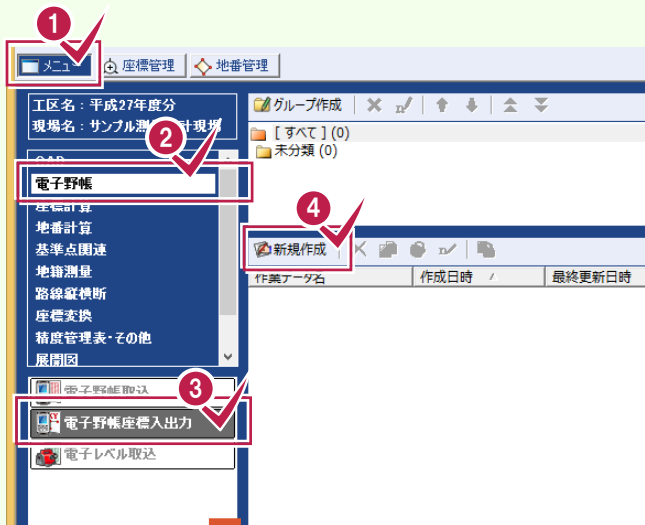 1
メニュー 座標管理 地番管理
工区名：平成27年度分
現場名：サンプル測 計現場
2
CAD
電子野帳
座標計算
地番計算
基準点関連
地籍測量
路線縦横断
座標変換
精度管理表・その他
展開図
電子野帳取込
3
電子野帳座標入出力
電子レベル取込
グループ作成
[ すべて ] (0)
未分類 (0)
4
新規作成
作業データ名 作成日時 最終更新日時